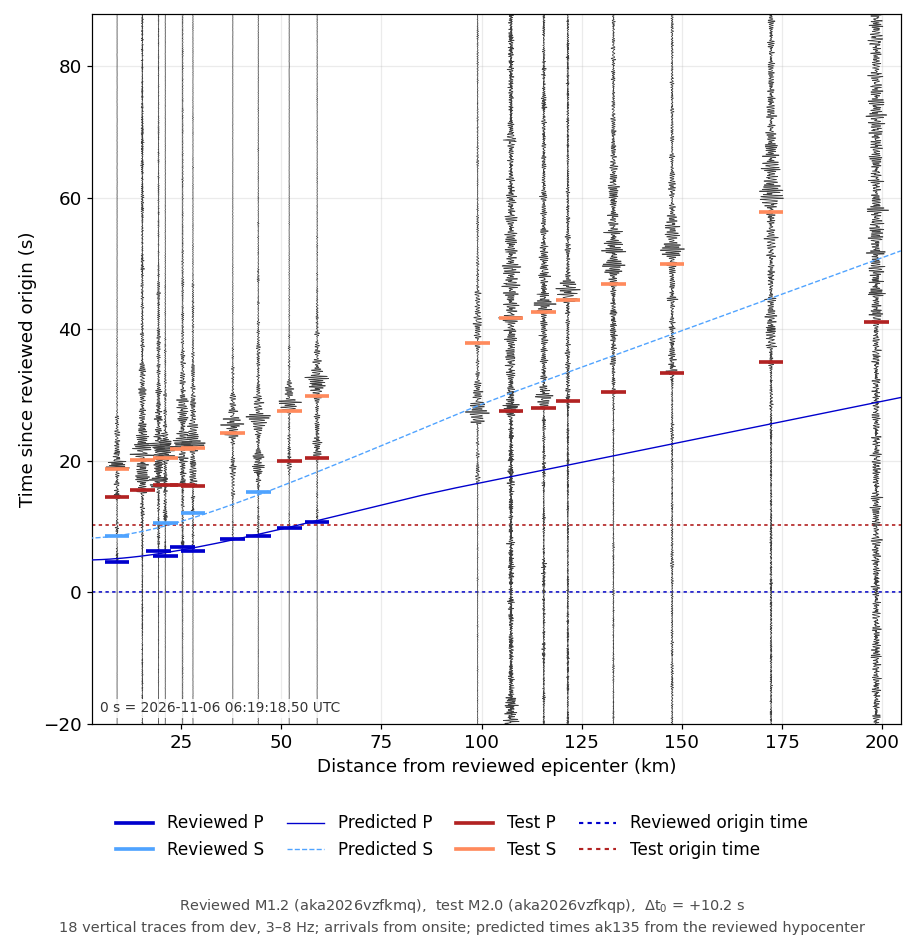 Time since reviewed origin (s)
80
60
40
20
0
−20
0 s = 2026-11-06 06:19:18.50 UTC
25 50 75 100 125 150 175 200
Distance from reviewed epicenter (km)
Reviewed P Predicted P Test P Reviewed origin time
Reviewed S Predicted S Test S Test origin time
Reviewed M1.2 (aka2026vzfkmq), test M2.0 (aka2026vzfkqp), Δt₀ = +10.2 s
18 vertical traces from dev, 3–8 Hz; arrivals from onsite; predicted times ak135 from the reviewed hypocenter